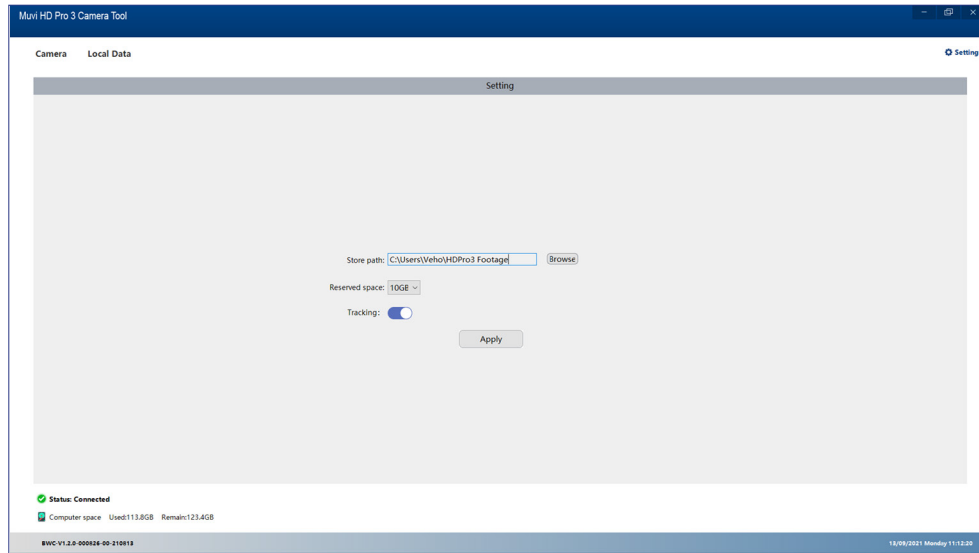 Muvi HD Pro 3 Camera Tool
Camera Local Data Setting
Setting
Store path: C:\Users\Veho\HDPro3 Footage Browse
Reserved space: 10GB
Tracking:
Apply
Status: Connected
Computer space Used:113.8GB Remain:123.4GB
BWC-V1.2.0-000826-00-210813 13/09/2021 Monday 11:12:20